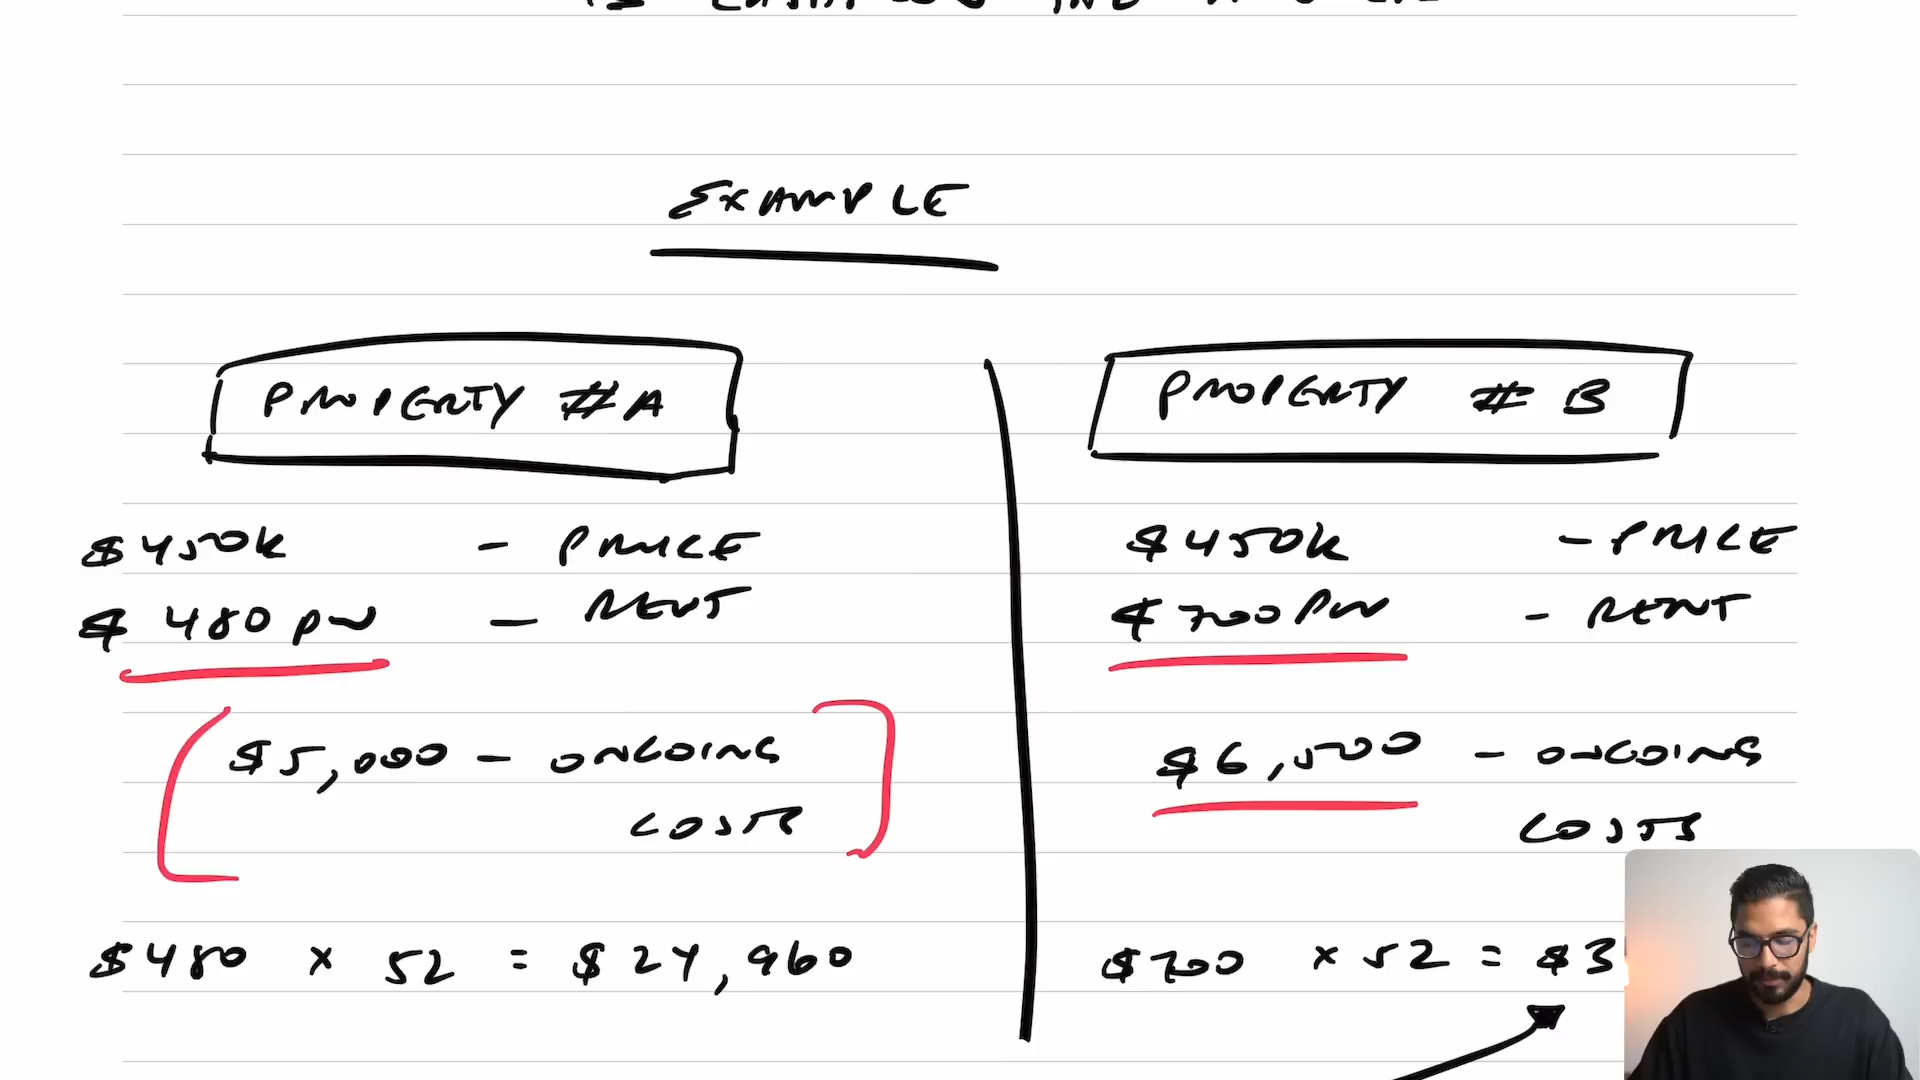 EXAMPLE
PROPERTY #A
$450k - PRICE
$480 pw - RENT
$5,000 - ONGOING
COSTS
$480 x 52 = $24,960
PROPERTY # B
$450k - PRICE
$700 PW - RENT
$6,500 - ONGOING
COSTS
$700 x 52 = $3